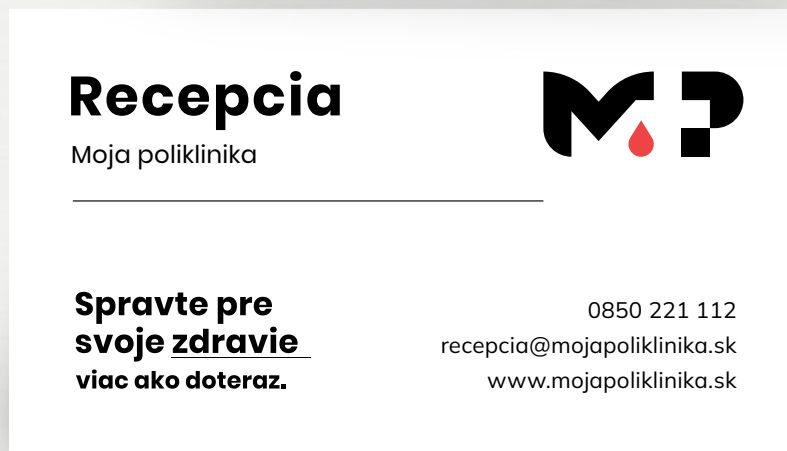 Recepcia
Moja poliklinika
MP
Spravte pre
svoje zdravie
viac ako doteraz.
0850 221 112
recepcia@mojapoliklinika.sk
www.mojapoliklinika.sk